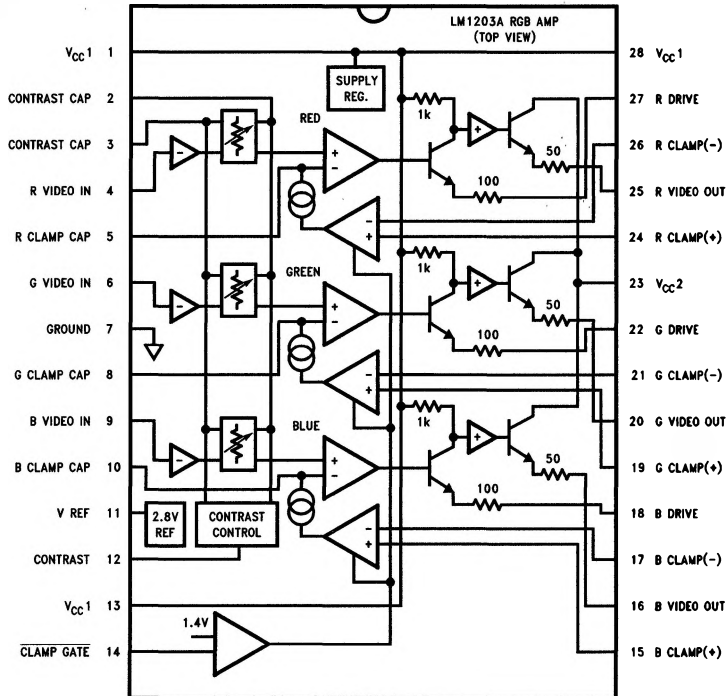 LM1203A RGB AMP
(TOP VIEW)
VCC1 1
28 VCC1
SUPPLY
REG.
CONTRAST CAP 2
27 R DRIVE
1k
RED
CONTRAST CAP 3
26 R CLAMP(-)
50
R VIDEO IN 4
25 R VIDEO OUT
100
R CLAMP CAP 5
24 R CLAMP(+)
1k
G VIDEO IN 6
GREEN
23 VCC2
50
GROUND 7
22 G DRIVE
100
G CLAMP CAP 8
21 G CLAMP(-)
B VIDEO IN 9
BLUE
1k
20 G VIDEO OUT
50
B CLAMP CAP 10
19 G CLAMP(+)
100
V REF 11
2.8V
REF
CONTRAST
CONTROL
18 B DRIVE
CONTRAST 12
17 B CLAMP(-)
VCC1 13
16 B VIDEO OUT
1.4V
CLAMP GATE 14
15 B CLAMP(+)